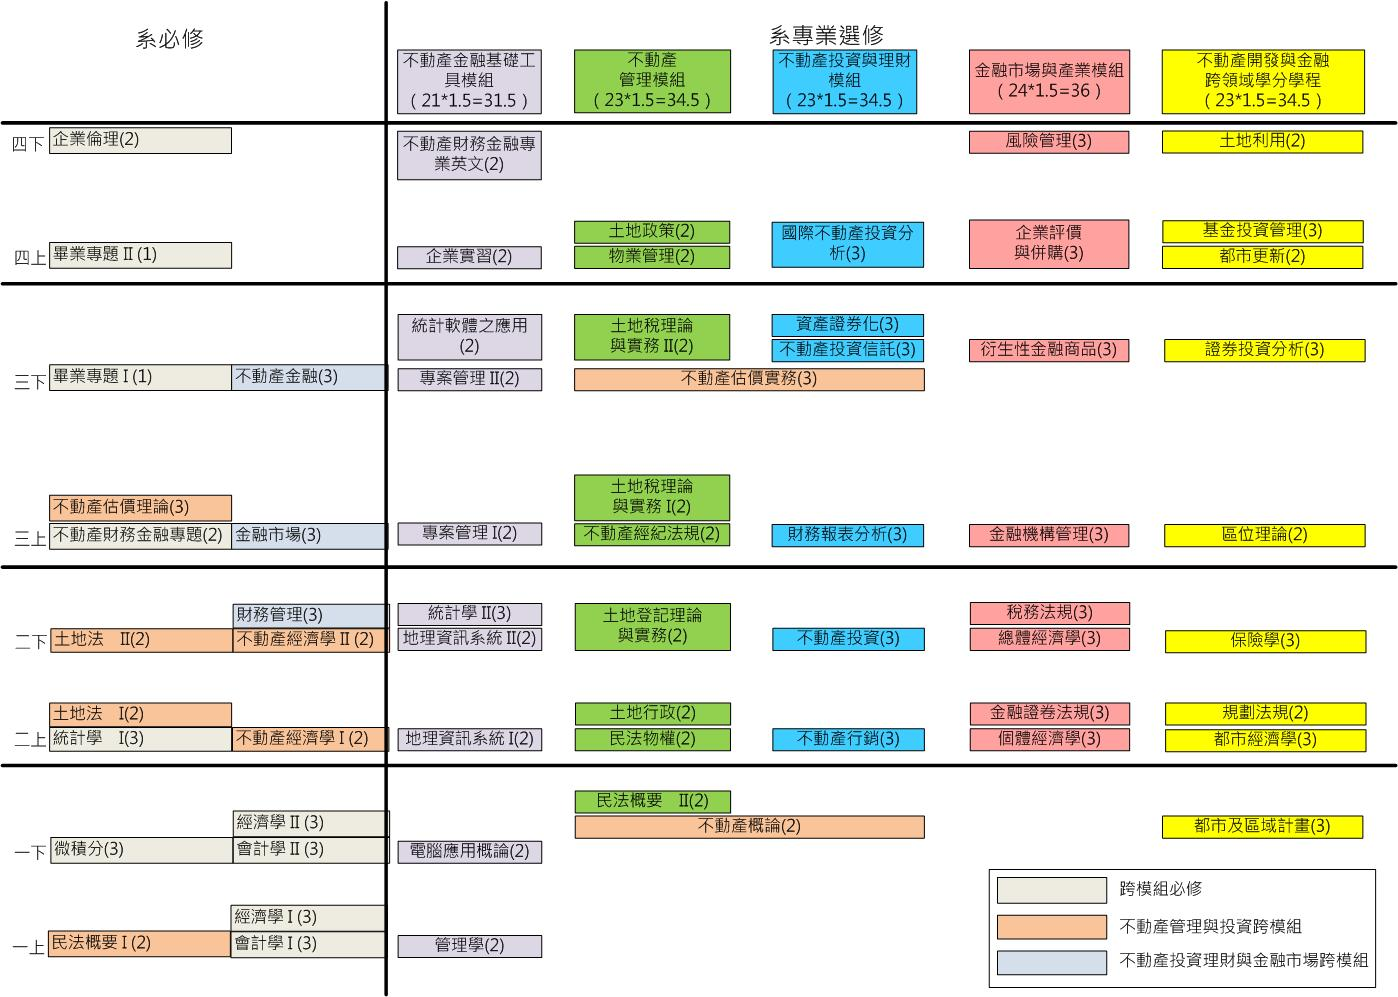 系必修
系專業選修
不動產金融基礎工
具模組
（21*1.5=31.5）
不動產
管理模組
（23*1.5=34.5）
不動產投資與理財
模組
（23*1.5=34.5）
金融市場與產業模組
（24*1.5=36）
不動產開發與金融
跨領域學分學程
（23*1.5=34.5）
四下
企業倫理(2)
不動產財務金融專
業英文(2)
風險管理(3)
土地利用(2)
四上
畢業專題 II (1)
企業實習(2)
土地政策(2)
物業管理(2)
國際不動產投資分
析(3)
企業評價
與併購(3)
基金投資管理(3)
都市更新(2)
三下
畢業專題 I (1)
不動產金融(3)
統計軟體之應用
(2)
專案管理 II(2)
土地稅理論
與實務 II(2)
資產證券化(3)
不動產投資信託(3)
不動產估價實務(3)
衍生性金融商品(3)
證券投資分析(3)
三上
不動產估價理論(3)
不動產財務金融專題(2)
金融市場(3)
專案管理 I(2)
土地稅理論
與實務 I(2)
不動產經紀法規(2)
財務報表分析(3)
金融機構管理(3)
區位理論(2)
二下
財務管理(3)
土地法　II(2)
不動產經濟學 II (2)
統計學 II(3)
地理資訊系統 II(2)
土地登記理論
與實務(2)
不動產投資(3)
稅務法規(3)
總體經濟學(3)
保險學(3)
二上
土地法　I(2)
統計學　I(3)
不動產經濟學 I (2)
地理資訊系統 I(2)
土地行政(2)
民法物權(2)
不動產行銷(3)
金融證卷法規(3)
個體經濟學(3)
規劃法規(2)
都市經濟學(3)
一下
經濟學 II (3)
微積分(3)
會計學 II (3)
電腦應用概論(2)
民法概要　II(2)
不動產概論(2)
都市及區域計畫(3)
一上
經濟學 I (3)
民法概要 I (2)
會計學 I (3)
管理學(2)
跨模組必修
不動產管理與投資跨模組
不動產投資理財與金融市場跨模組